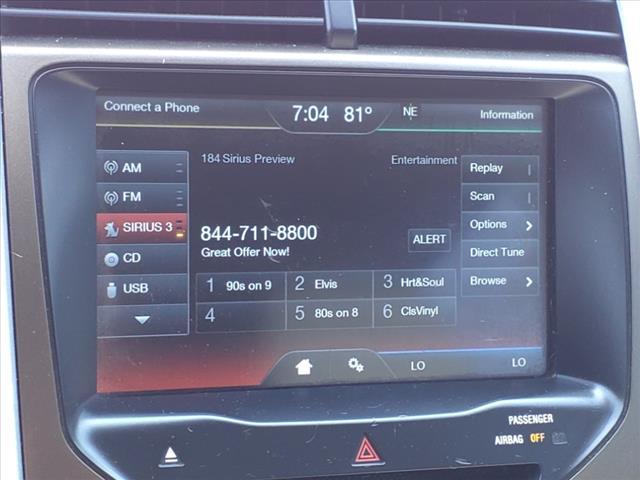 Connect a Phone 7:04 81° NE Information
184 Sirius Preview Entertainment
AM
FM
SIRIUS 3
CD
USB
844-711-8800
Great Offer Now!
ALERT
1 90s on 9 2 Elvis 3 Hrt&Soul
4 5 80s on 8 6 ClsVinyl
Replay
Scan
Options
Direct Tune
Browse
LO LO
PASSENGER
AIRBAG OFF